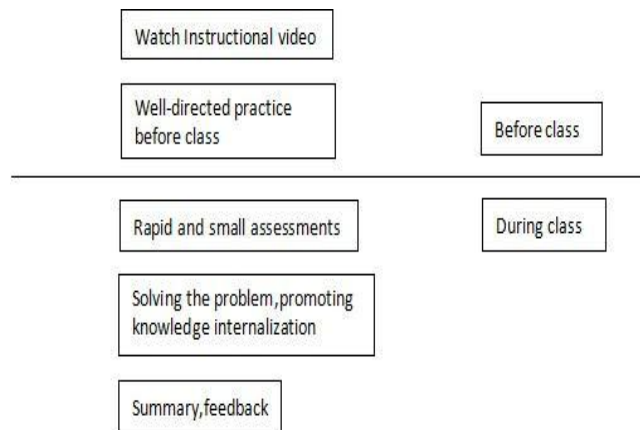 Watch Instructional video
Well-directed practice
before class
Before class
Rapid and small assessments
During class
Solving the problem,promoting
knowledge internalization
Summary,feedback